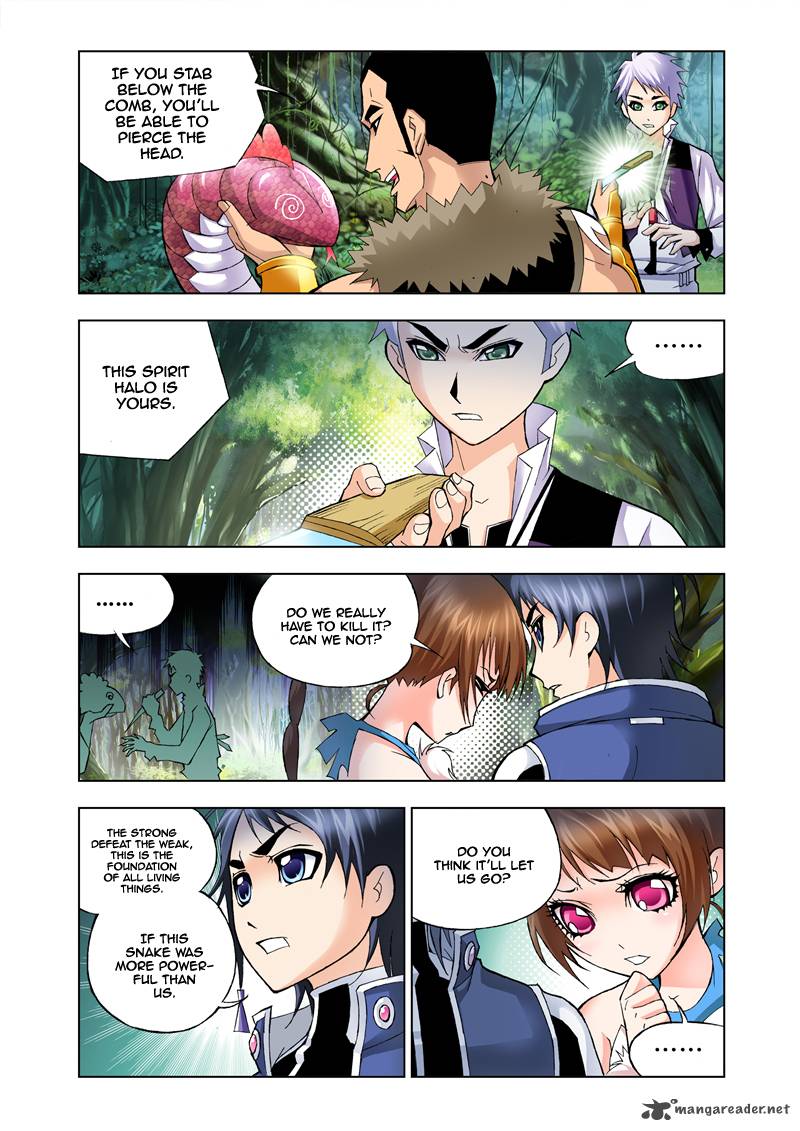 IF YOU STAB
BELOW THE
COMB, YOU'LL
BE ABLE TO
PIERCE THE
HEAD.
THIS SPIRIT
HALO IS
YOURS.
......
......
DO WE REALLY
HAVE TO KILL IT?
CAN WE NOT?
THE STRONG
DEFEAT THE WEAK,
THIS IS THE
FOUNDATION
OF ALL LIVING
THINGS.
IF THIS
SNAKE WAS
MORE POWER-
FUL THAN
US.
DO YOU
THINK IT'LL LET
US GO?
......
mangareader.net